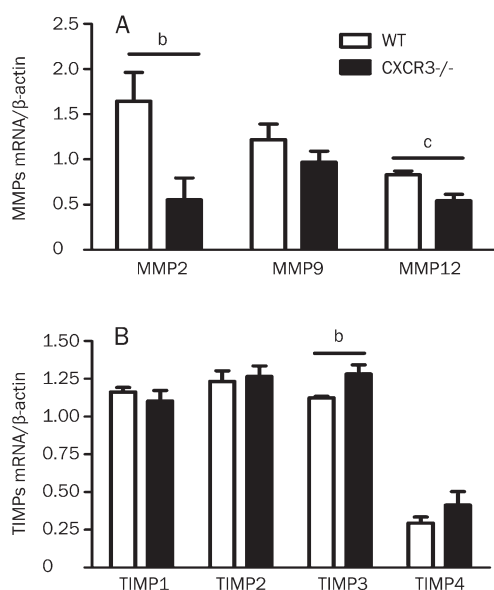 A
WT
CXCR3-/-
MMPs mRNA/β-actin
2.5
2.0
1.5
1.0
0.5
0
b
c
MMP2
MMP9
MMP12
B
TIMPs mRNA/β-actin
1.50
1.25
1.00
0.75
0.50
0.25
0
b
TIMP1
TIMP2
TIMP3
TIMP4